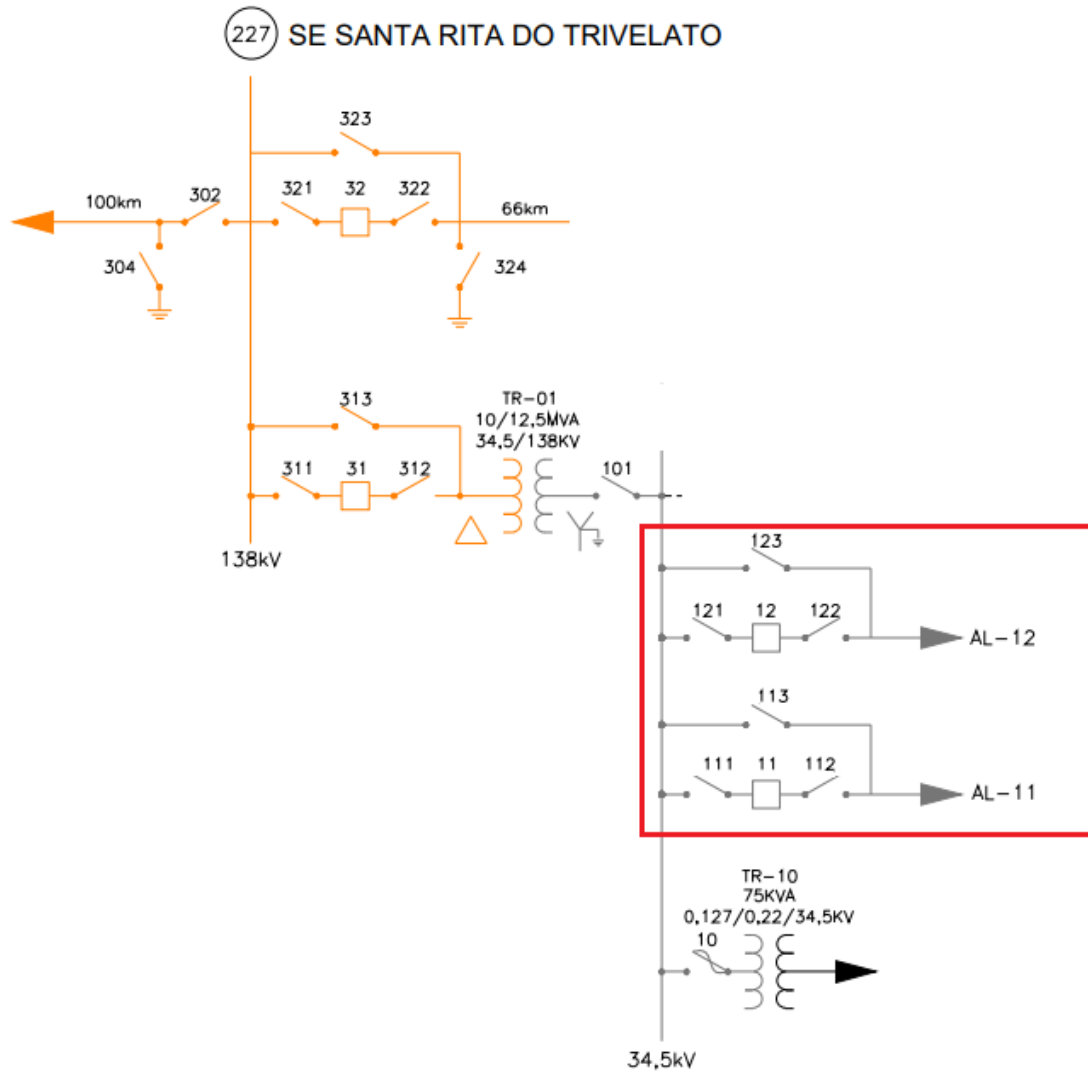 227 SE SANTA RITA DO TRIVELATO
323
100km 302 321 32 322 66km
304 324
313
TR-01
10/12,5MVA
34,5/138KV
311 31 312 101
138kV
123
121 12 122
AL-12
113
111 11 112
AL-11
TR-10
75KVA
0,127/0,22/34,5KV
10
34,5kV